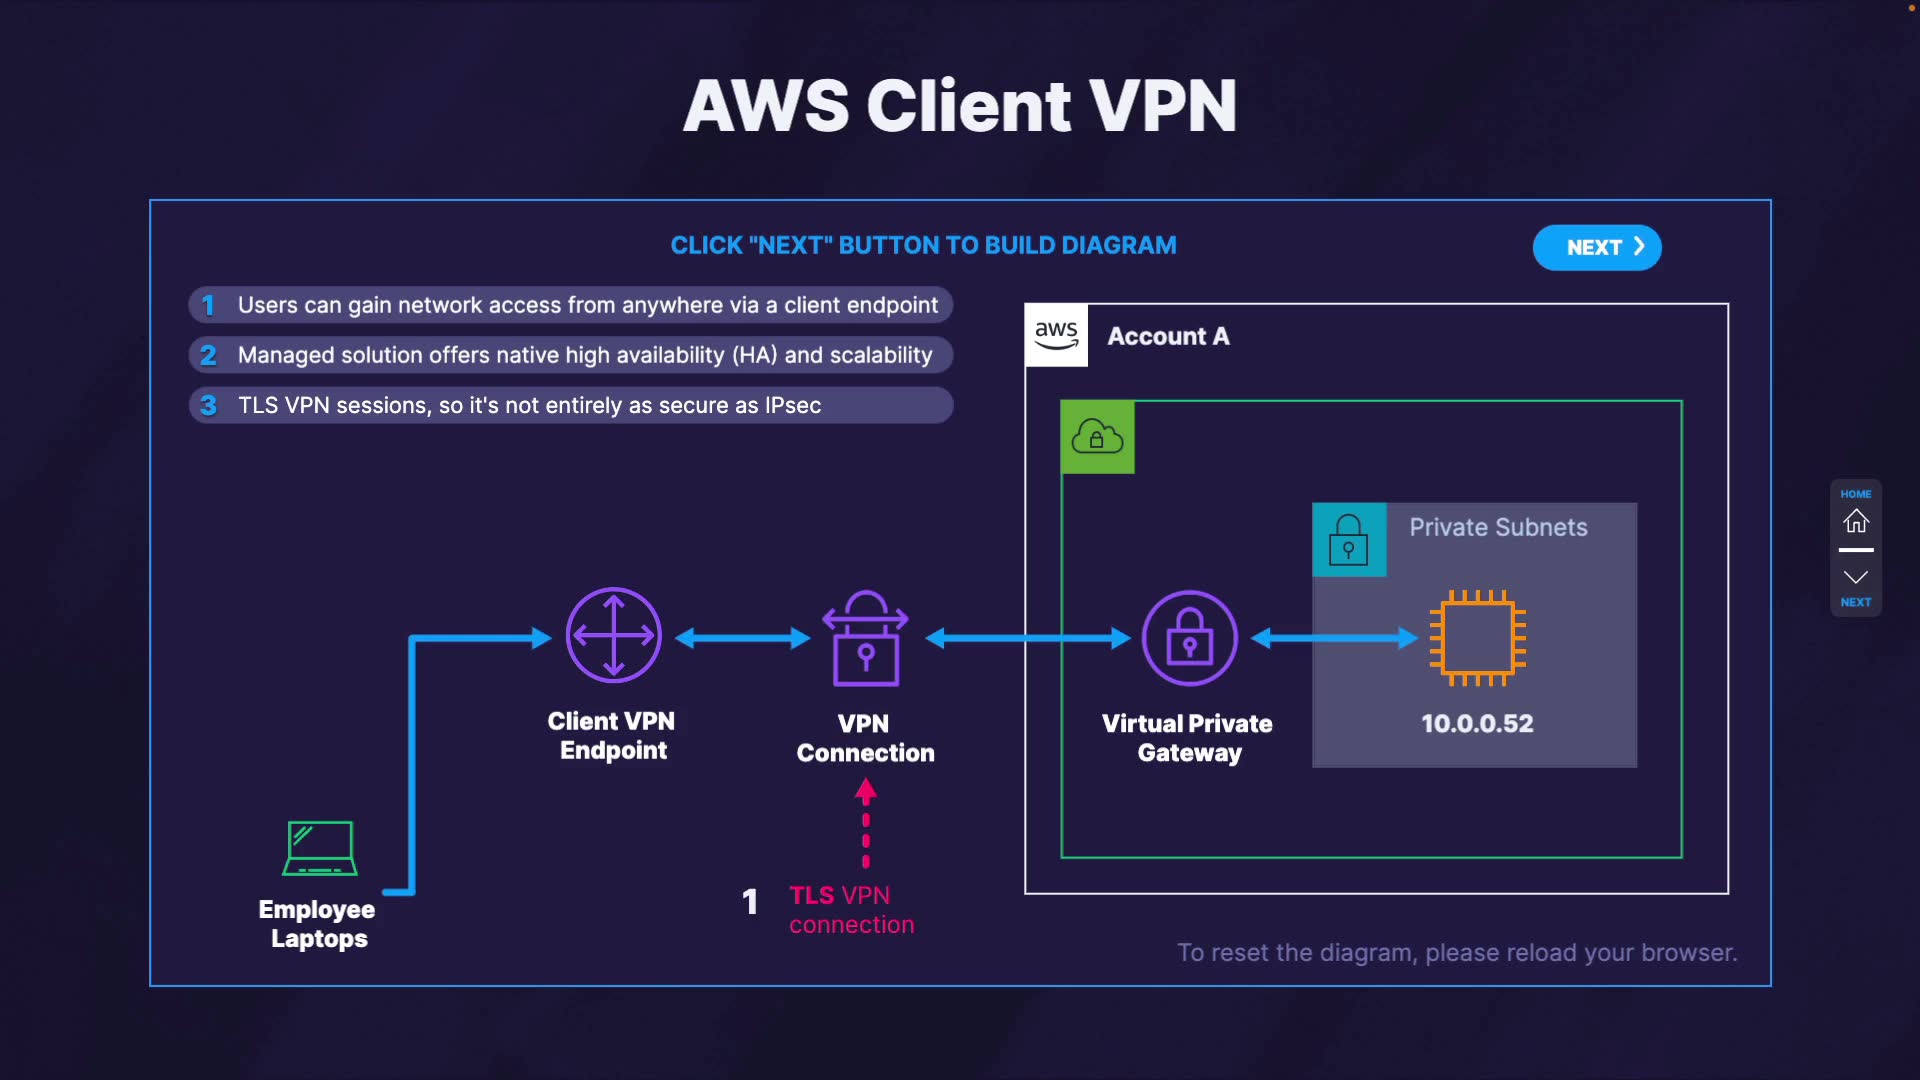 AWS Client VPN
CLICK "NEXT" BUTTON TO BUILD DIAGRAM
NEXT
1 Users can gain network access from anywhere via a client endpoint
2 Managed solution offers native high availability (HA) and scalability
3 TLS VPN sessions, so it's not entirely as secure as IPsec
aws
Account A
Private Subnets
Client VPN
Endpoint
VPN
Connection
Virtual Private
Gateway
10.0.0.52
Employee
Laptops
1 TLS VPN
connection
To reset the diagram, please reload your browser.
HOME
NEXT